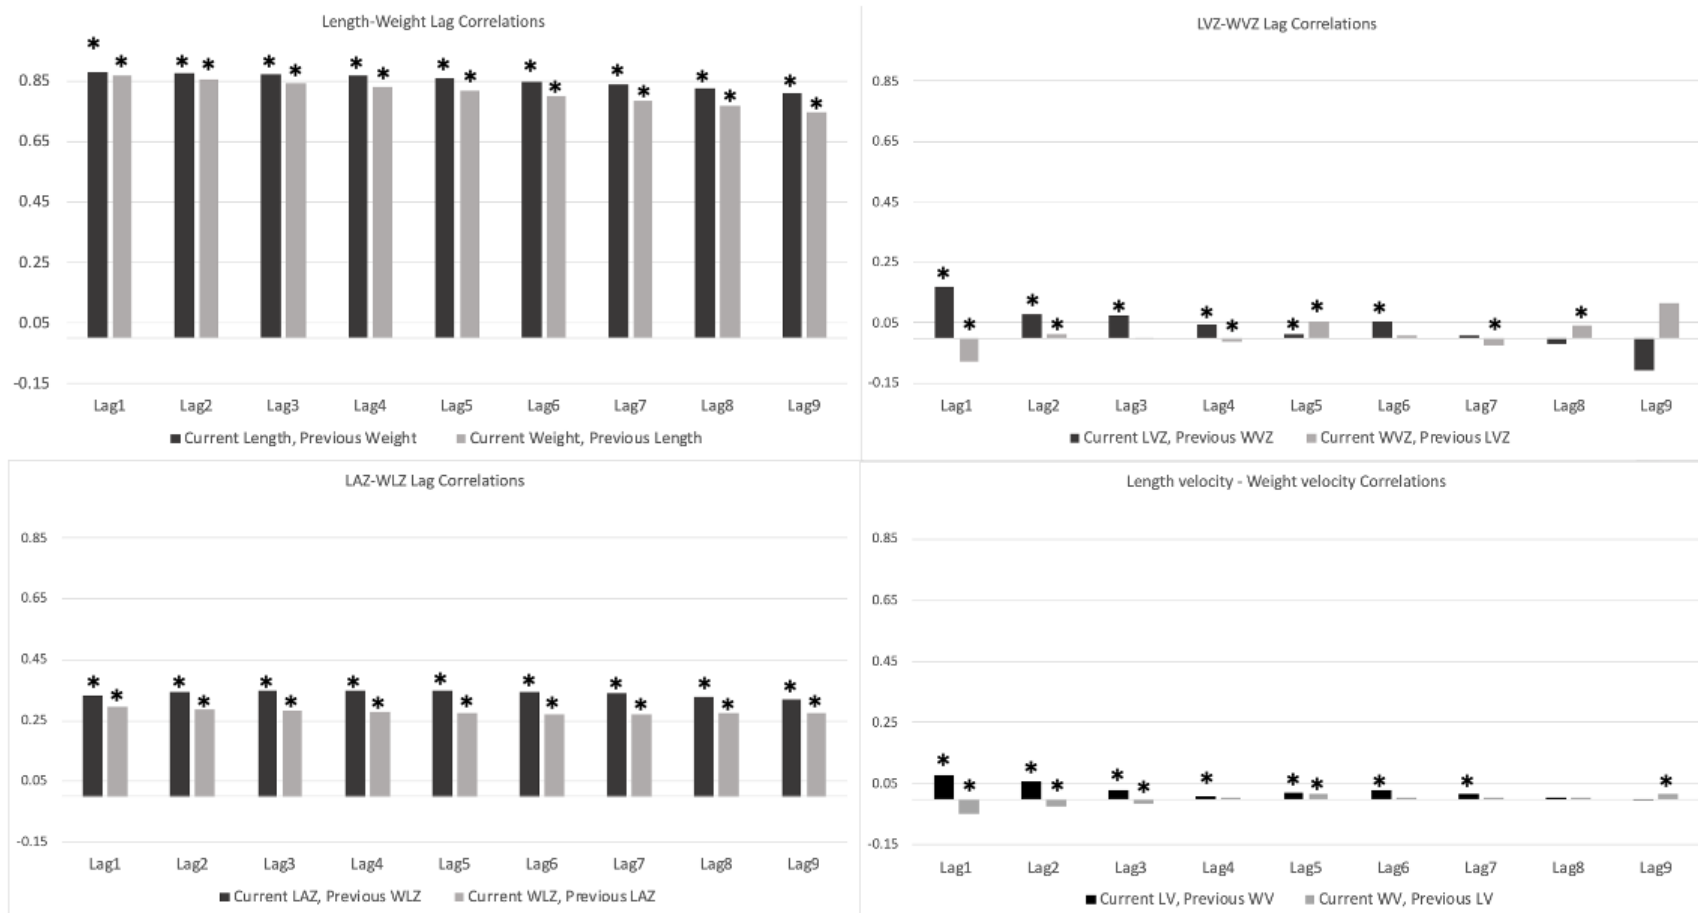 Length-Weight Lag Correlations
* * * * * * * * * * * * * * * * * *
0.85
0.65
0.45
0.25
0.05
-0.15
Lag1 Lag2 Lag3 Lag4 Lag5 Lag6 Lag7 Lag8 Lag9
Current Length, Previous Weight Current Weight, Previous Length
LVZ-WVZ Lag Correlations
0.85
0.65
0.45
0.25
* * * * * * * * * * * * *
0.05
-0.15
Lag1 Lag2 Lag3 Lag4 Lag5 Lag6 Lag7 Lag8 Lag9
Current LVZ, Previous WVZ Current WVZ, Previous LVZ
LAZ-WLZ Lag Correlations
0.85
0.65
0.45
* * * * * * * * * * * * * * * * * *
0.25
0.05
-0.15
Lag1 Lag2 Lag3 Lag4 Lag5 Lag6 Lag7 Lag8 Lag9
Current LAZ, Previous WLZ Current WLZ, Previous LAZ
Length velocity - Weight velocity Correlations
0.85
0.65
0.45
0.25
* * * * * * * * * * * *
0.05
-0.15
Lag1 Lag2 Lag3 Lag4 Lag5 Lag6 Lag7 Lag8 Lag9
Current LV, Previous WV Current WV, Previous LV